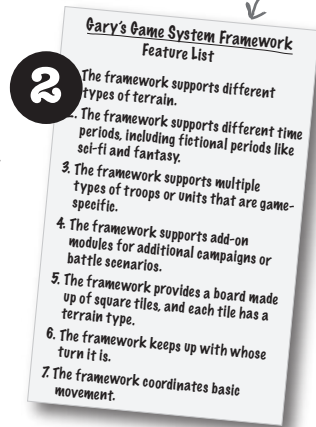 Gary's Game System Framework
Feature List
2
The framework supports different
types of terrain.
2. The framework supports different time
periods, including fictional periods like
sci-fi and fantasy.
3. The framework supports multiple
types of troops or units that are game-
specific.
4. The framework supports add-on
modules for additional campaigns or
battle scenarios.
5. The framework provides a board made
up of square tiles, and each tile has a
terrain type.
6. The framework keeps up with whose
turn it is.
7. The framework coordinates basic
movement.